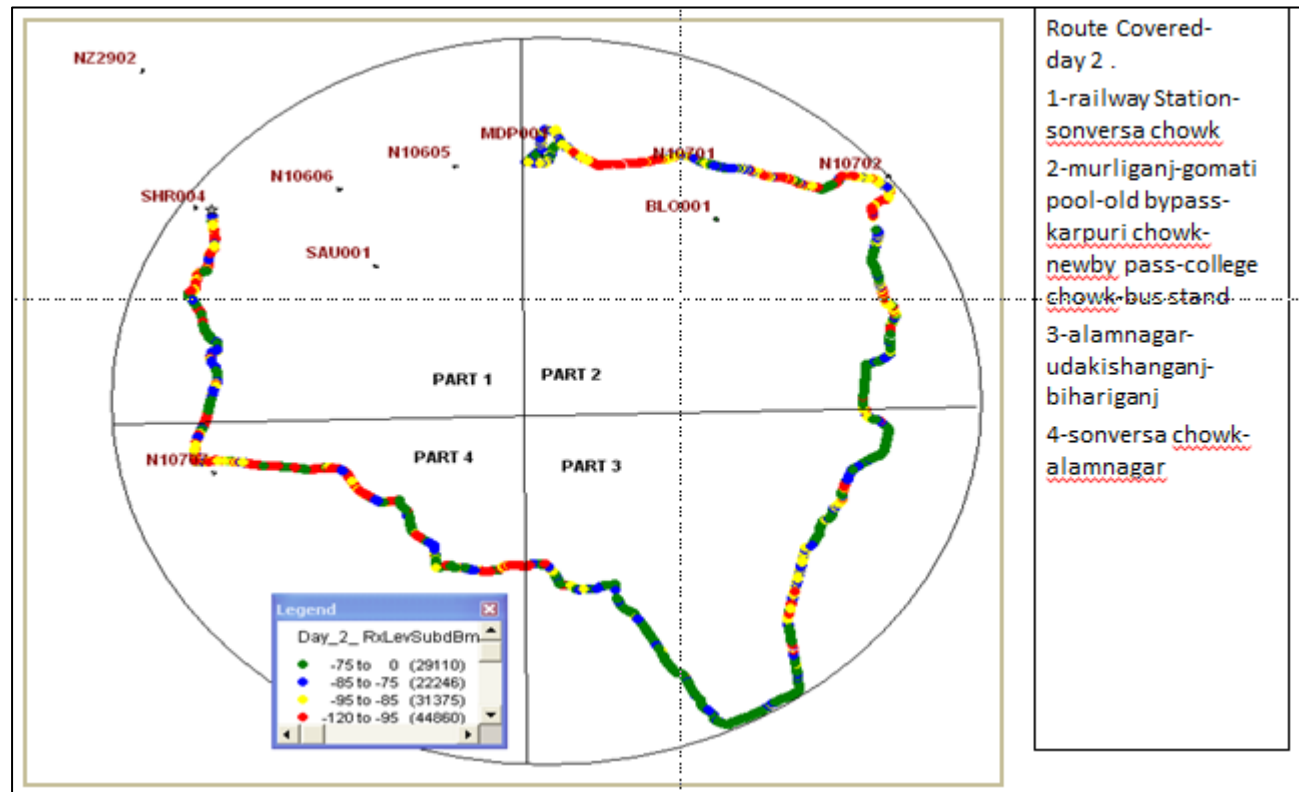 NZ2902
MDP001
N10605
N10701
N10702
N10606
SHR004
BLO001
SAU001
PART 1
PART 2
PART 4
PART 3
Legend
Day_2_ RxLevSubdBm
-75 to 0 (29110)
-85 to -75 (22246)
-95 to -85 (31375)
-120 to -95 (44860)
Route Covered-
day 2 .
1-railway Station-
sonversa chowk
2-murliganj-gomati
pool-old bypass-
karpuri chowk-
newby pass-college
chowk-bus stand
3-alamnagar-
udakishanganj-
bihariganj
4-sonversa chowk-
alamnagar